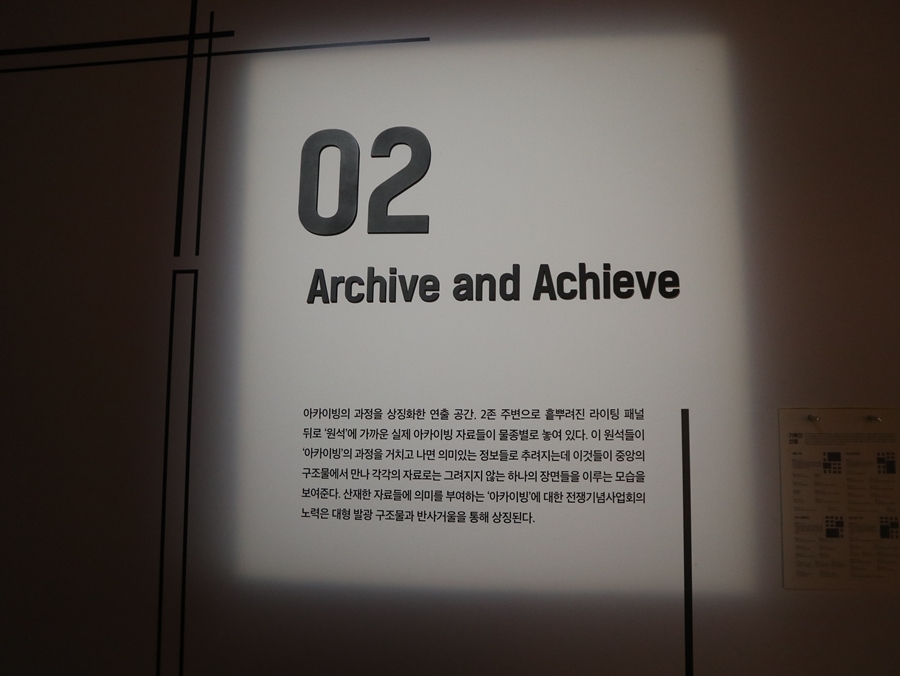 02
Archive and Achieve
아카이빙의 과정을 상징화한 연출 공간. 2존 주변으로 흩뿌려진 라이팅 패널
뒤로 '원석'에 가까운 실제 아카이빙 자료들이 물종별로 놓여 있다. 이 원석들이
'아카이빙'의 과정을 거치고 나면 의미있는 정보들로 추려지는데 이것들이 중앙의
구조물에서 만나 각각의 자료로는 그려지지 않는 하나의 장면들을 이루는 모습을
보여준다. 산재한 자료들에 의미를 부여하는 '아카이빙'에 대한 전쟁기념사업회의
노력은 대형 발광 구조물과 반사거울을 통해 상징된다.